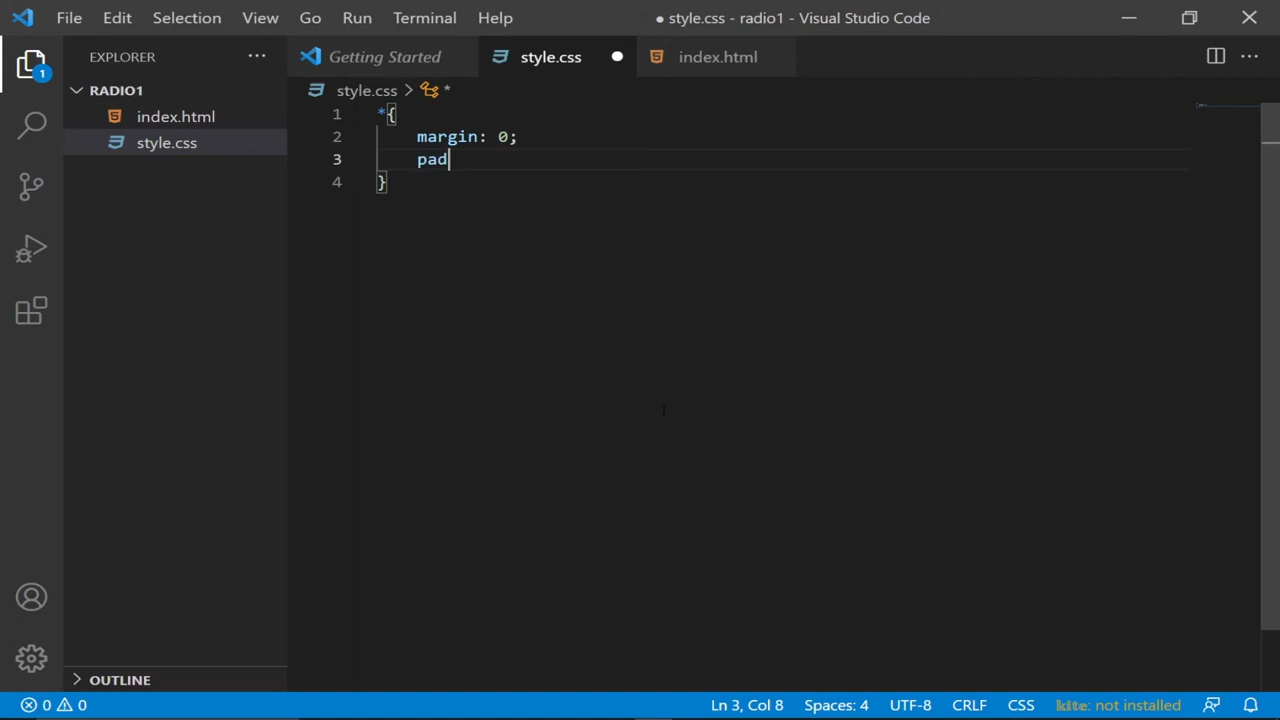 File Edit Selection View Go Run Terminal Help ● style.css - radio1 - Visual Studio Code
EXPLORER ··· Getting Started style.css ● index.html ···
1
RADIO1
style.css > *
index.html
style.css
1 *{
2 margin: 0;
3 pad
4 }
OUTLINE
0 0 Ln 3, Col 8 Spaces: 4 UTF-8 CRLF CSS kite: not installed